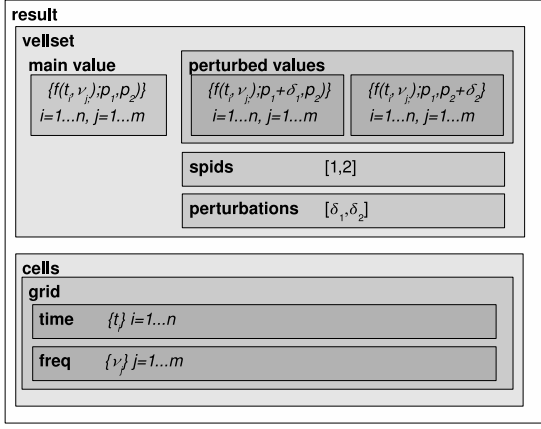 result
vellset
main value
{f(tᵢ,νⱼ;);p₁,p₂)}
i=1...n, j=1...m
perturbed values
{f(tᵢ,νⱼ;);p₁+δ₁,p₂)}
i=1...n, j=1...m
{f(tᵢ,νⱼ;);p₁,p₂+δ₂}
i=1...n, j=1...m
spids [1,2]
perturbations [δ₁,δ₂]
cells
grid
time {tᵢ} i=1...n
freq {νⱼ} j=1...m